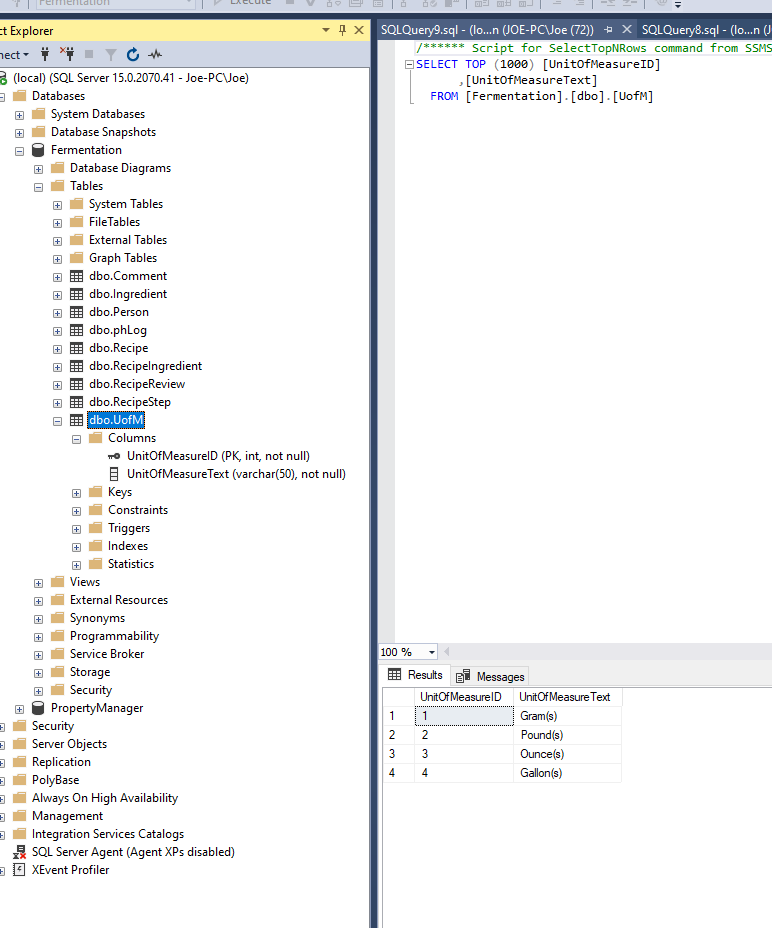 Fermentation
Execute
ct Explorer
nect
(local) (SQL Server 15.0.2070.41 - Joe-PC\Joe)
Databases
System Databases
Database Snapshots
Fermentation
Database Diagrams
Tables
System Tables
FileTables
External Tables
Graph Tables
dbo.Comment
dbo.Ingredient
dbo.Person
dbo.phLog
dbo.Recipe
dbo.RecipeIngredient
dbo.RecipeReview
dbo.RecipeStep
dbo.UofM
Columns
UnitOfMeasureID (PK, int, not null)
UnitOfMeasureText (varchar(50), not null)
Keys
Constraints
Triggers
Indexes
Statistics
Views
External Resources
Synonyms
Programmability
Service Broker
Storage
Security
PropertyManager
Security
Server Objects
Replication
PolyBase
Always On High Availability
Management
Integration Services Catalogs
SQL Server Agent (Agent XPs disabled)
XEvent Profiler
SQLQuery9.sql - (lo...n (JOE-PC\Joe (72))
SQLQuery8.sql - (lo...n (J
/****** Script for SelectTopNRows command from SSMS
SELECT TOP (1000) [UnitOfMeasureID]
,[UnitOfMeasureText]
FROM [Fermentation].[dbo].[UofM]
100 %
Results Messages
UnitOfMeasureID UnitOfMeasureText
1 1 Gram(s)
2 2 Pound(s)
3 3 Ounce(s)
4 4 Gallon(s)